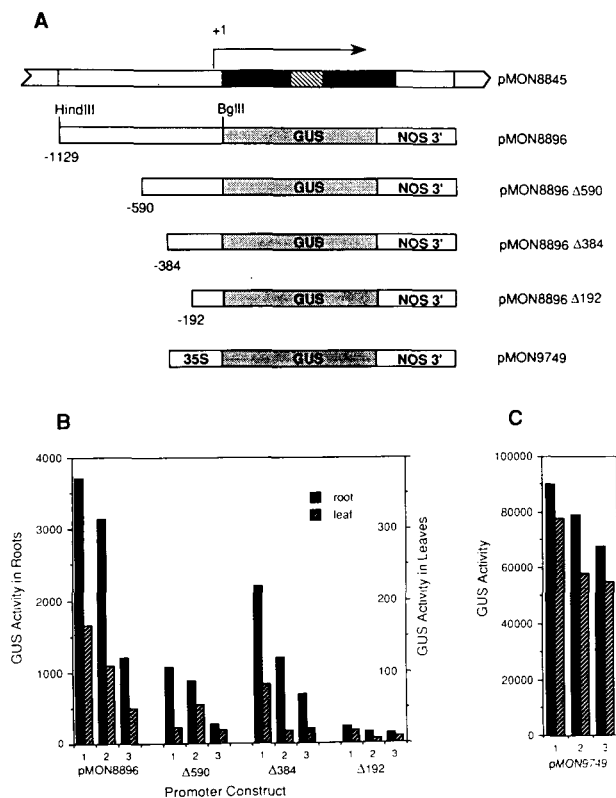 A
+1
pMON8845
HindIII
BglII
GUS
NOS 3'
pMON8896
-1129
GUS
NOS 3'
pMON8896 Δ590
-590
GUS
NOS 3'
pMON8896 Δ384
-384
GUS
NOS 3'
pMON8896 Δ192
-192
35S
GUS
NOS 3'
pMON9749
B
GUS Activity in Roots
4000
3000
2000
1000
0
root
leaf
300
200
100
GUS Activity in Leaves
1 2 3 1 2 3 1 2 3 1 2 3
pMON8896 Δ590 Δ384 Δ192
Promoter Construct
C
GUS Activity
100000
80000
60000
40000
20000
0
1 2 3
pMON9749